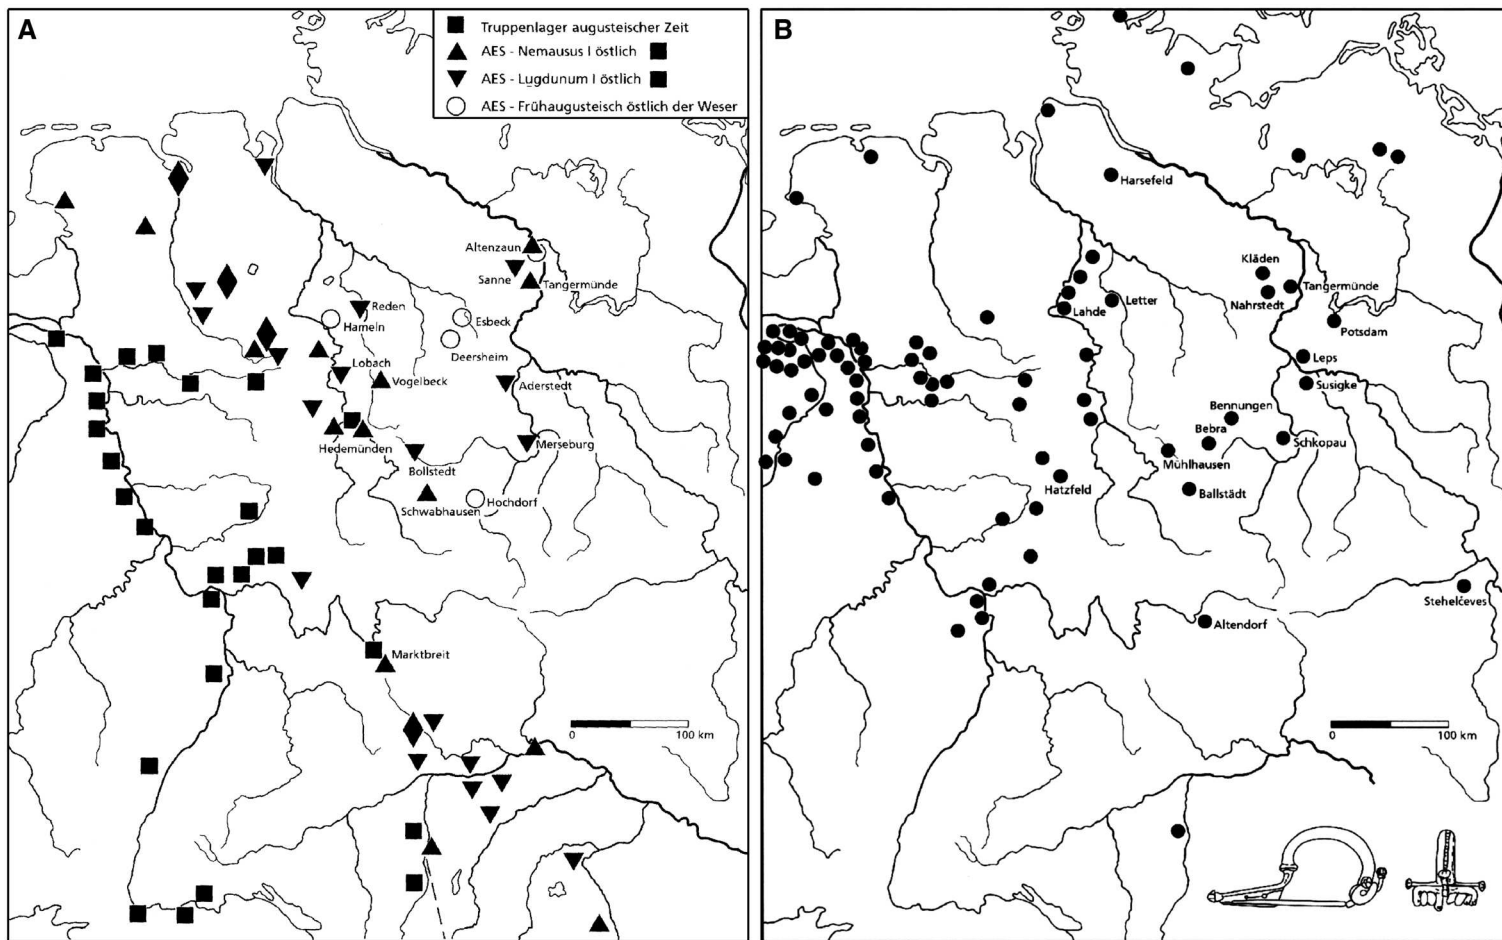 A
Truppenlager augusteischer Zeit
AES - Nemausus I östlich
AES - Lugdunum I östlich
AES - Frühaugusteisch östlich der Weser
Altenzaun
Sanne
Tangermünde
Reden
Hameln
Esbeck
Deersheim
Lobach
Vogelbeck
Aderstedt
Hedemünden
Merseburg
Bollstedt
Schwabhausen
Hochdorf
Marktbreit
100 km
B
Harsefeld
Kläden
Tangermünde
Nahrstedt
Letter
Lahde
Potsdam
Leps
Susigke
Bennungen
Bebra
Schkopau
Mühlhausen
Hatzfeld
Ballstädt
Stehelčeves
Altendorf
100 km